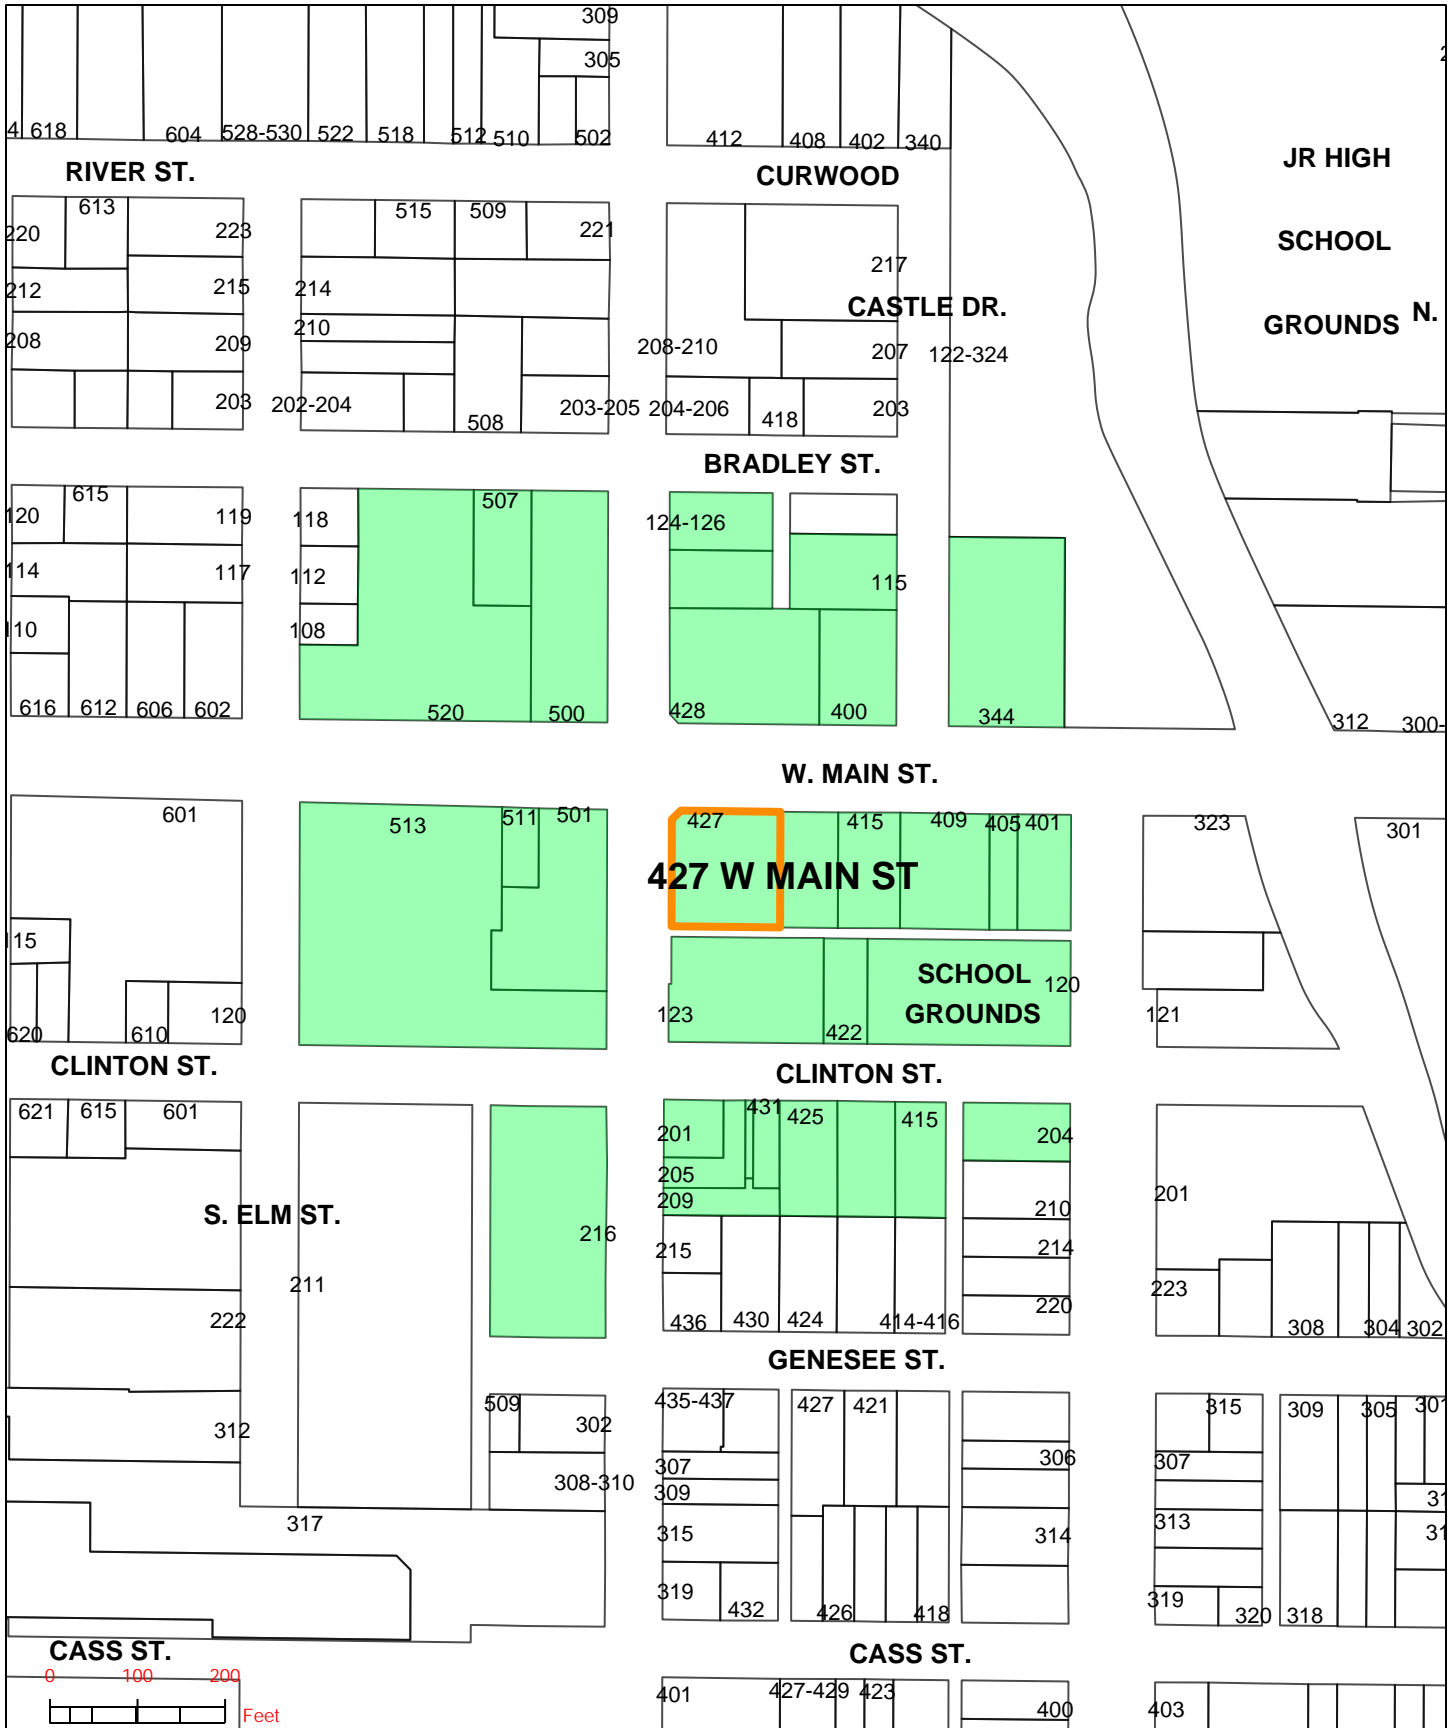 309
305
4 618 604 528-530 522 518 512 510 502 412 408 402 340
RIVER ST. CURWOOD
JR HIGH
SCHOOL
GROUNDS N.
613 515 509
220 223 221
217
212 215 214
CASTLE DR.
210
208 209 208-210 207 122-324
203 202-204 508 203-205 204-206 418 203
BRADLEY ST.
615 507
120 119 118 124-126
114 117 112 115
110 108
616 612 606 602 520 500 428 400 344 312 300-
W. MAIN ST.
601 513 511 501 427 415 409 405 401 323 301
427 W MAIN ST
115
SCHOOL
GROUNDS
120
620 610 120 123 422 121
CLINTON ST. CLINTON ST.
621 615 601 431 425 415
201 204
205
209 201
S. ELM ST. 210
216 215 214
211 223 220
222 436 430 424 414-416 308 304 302
GENESEE ST.
509 435-437 427 421 315 309 305 301
312 302
307 306 307
308-310 309 31
317 315 314 313 31
319 432 426 418 319 320 318
CASS ST. CASS ST.
0 100 200
Feet
401 427-429 423 400 403